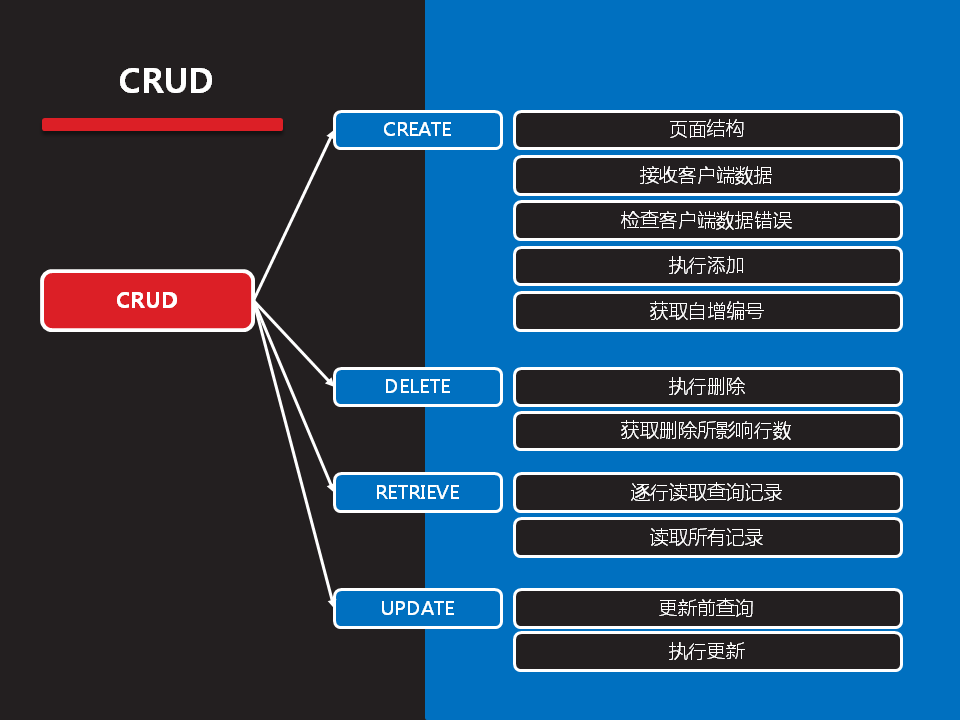 CRUD
CRUD
CREATE
页面结构
接收客户端数据
检查客户端数据错误
执行添加
获取自增编号
DELETE
执行删除
获取删除所影响行数
RETRIEVE
逐行读取查询记录
读取所有记录
UPDATE
更新前查询
执行更新